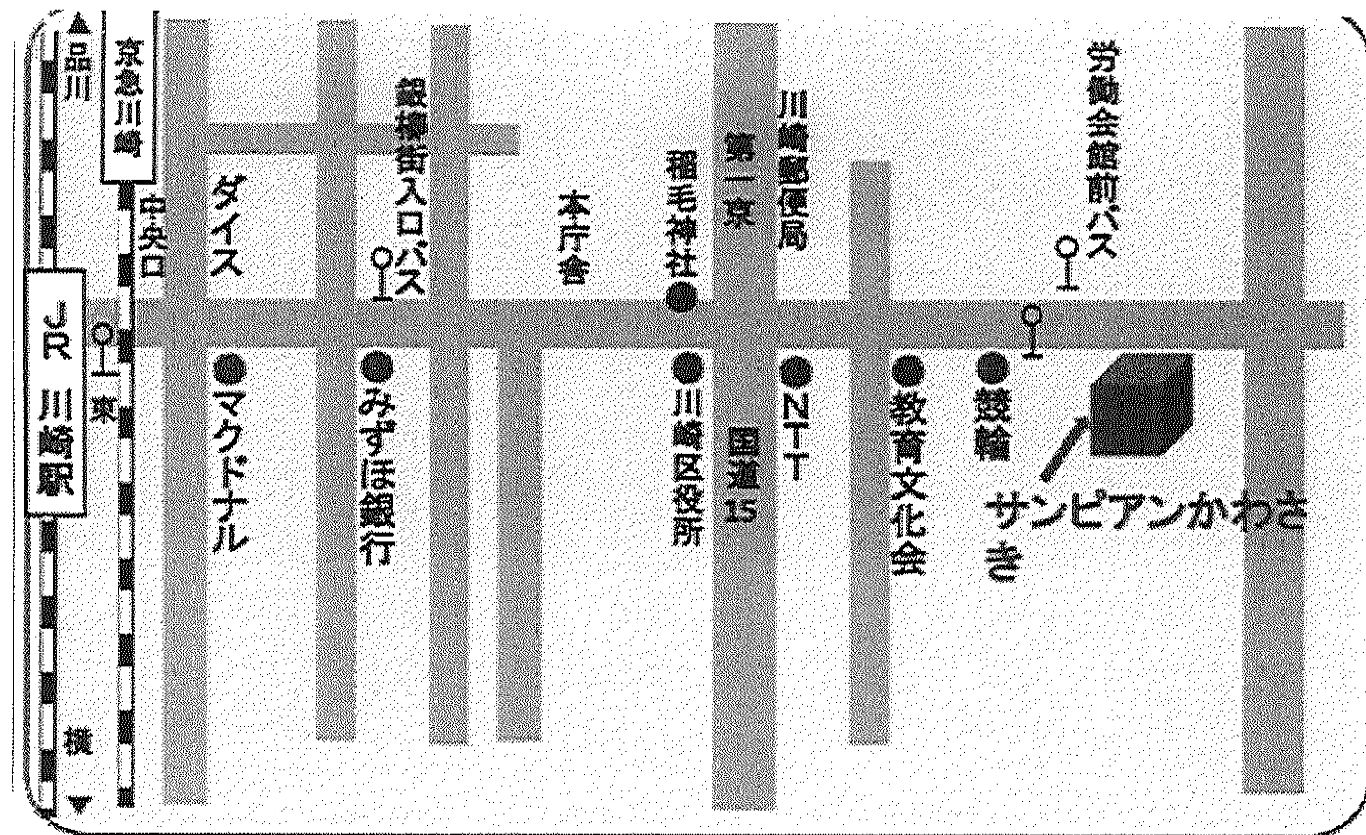 品川
京急川崎
中央口
JR 川崎駅
東
横
ダイス
マクドナル
銀柳街入口バス
みずほ銀行
本庁舎
稲毛神社
川崎区役所
第一京
国道15
川崎郵便局
NTT
教育文化会
競輪
労働会館前バス
サンピアンかわさ
き